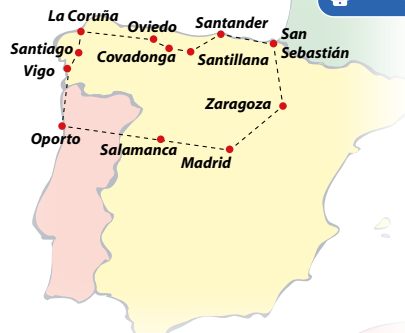 La Coruña
Oviedo
Santander
San
Sebastián
Santiago
Covadonga
Santillana
Vigo
Zaragoza
Oporto
Salamanca
Madrid